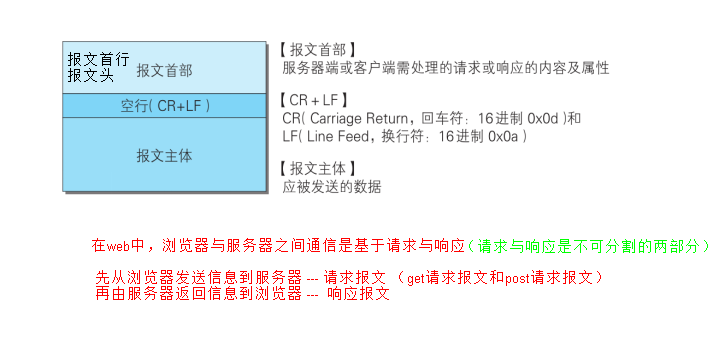 报文首行
报文头
报文首部
空行( CR+LF )
报文主体
【报文首部】
服务器端或客户端需处理的请求或响应的内容及属性
【CR + LF】
CR( Carriage Return，回车符：16 进制 0x0d )和
LF( Line Feed，换行符：16 进制 0x0a )
【报文主体】
应被发送的数据
在web中，浏览器与服务器之间通信是基于请求与响应（请求与响应是不可分割的两部分）
先从浏览器发送信息到服务器 --- 请求报文 （get请求报文和post请求报文）
再由服务器返回信息到浏览器 --- 响应报文